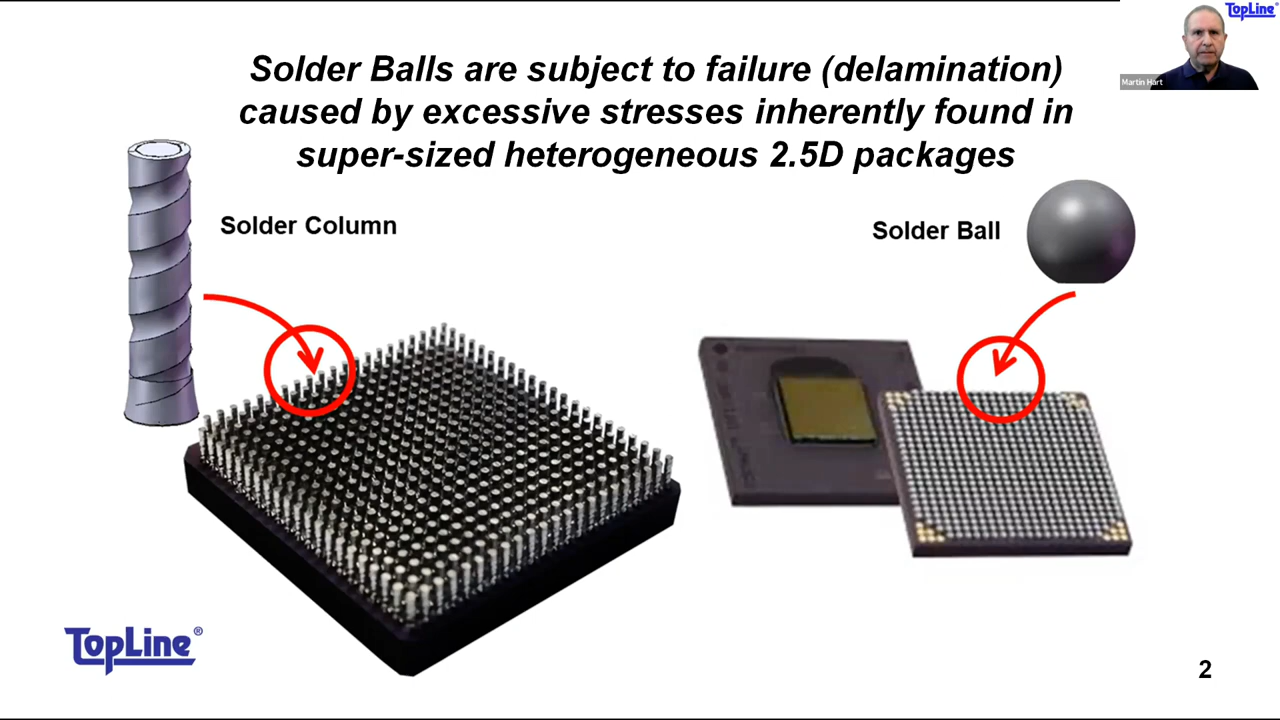 TopLine®
Martin Hart
Solder Balls are subject to failure (delamination)
caused by excessive stresses inherently found in
super-sized heterogeneous 2.5D packages
Solder Column
Solder Ball
TopLine®
2